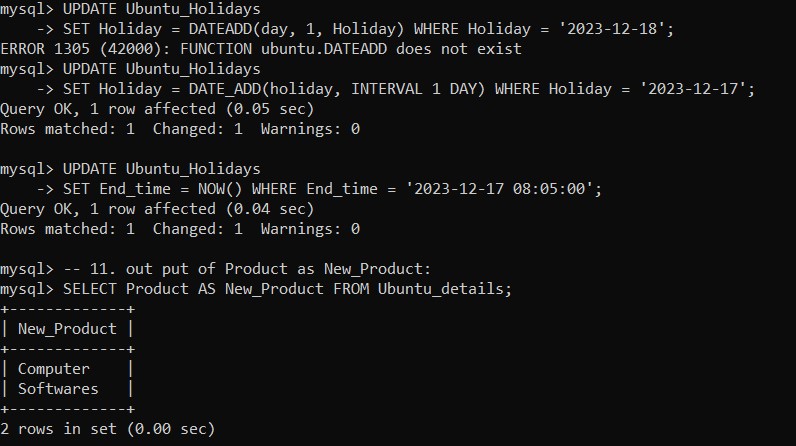 mysql> UPDATE Ubuntu_Holidays
    -> SET Holiday = DATEADD(day, 1, Holiday) WHERE Holiday = '2023-12-18';
ERROR 1305 (42000): FUNCTION ubuntu.DATEADD does not exist
mysql> UPDATE Ubuntu_Holidays
    -> SET Holiday = DATE_ADD(holiday, INTERVAL 1 DAY) WHERE Holiday = '2023-12-17';
Query OK, 1 row affected (0.05 sec)
Rows matched: 1  Changed: 1  Warnings: 0

mysql> UPDATE Ubuntu_Holidays
    -> SET End_time = NOW() WHERE End_time = '2023-12-17 08:05:00';
Query OK, 1 row affected (0.04 sec)
Rows matched: 1  Changed: 1  Warnings: 0

mysql> -- 11. out put of Product as New_Product:
mysql> SELECT Product AS New_Product FROM Ubuntu_details;
+-------------+
| New_Product |
+-------------+
| Computer    |
| Softwares   |
+-------------+
2 rows in set (0.00 sec)